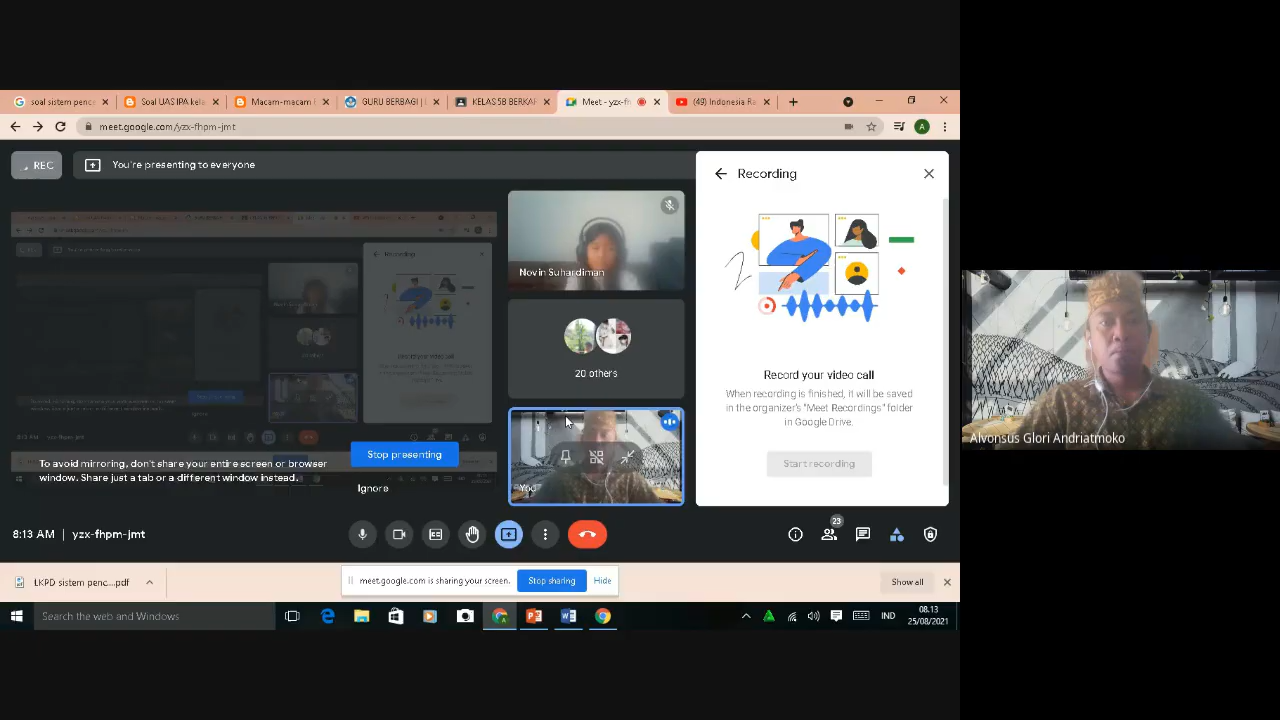 soal sistem penc
Soal UAS IPA kela
Macam-macam
GURU BERBAGI |
KELAS 5B BERKAR
Meet - yzx-fh
(49) Indonesia Ra
meet.google.com/yzx-fhpm-jmt
A
REC
You're presenting to everyone
Recording
Novin Suhardiman
20 others
You
Record your video call
When recording is finished, it will be saved
in the organizer's "Meet Recordings" folder
in Google Drive.
Start recording
To avoid mirroring, don't share your entire screen or browser
window. Share just a tab or a different window instead.
Stop presenting
Ignore
8:13 AM | yzx-fhpm-jmt
23
LKPD sistem penc....pdf
meet.google.com is sharing your screen.
Stop sharing
Hide
Show all
Search the web and Windows
IND
08.13
25/08/2021
Alvonsus Glori Andriatmoko